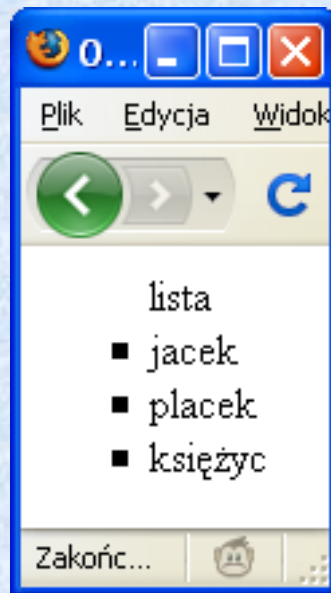 0...
Plik Edycja Widok
lista
jacek
placek
księżyc
Zakońc...